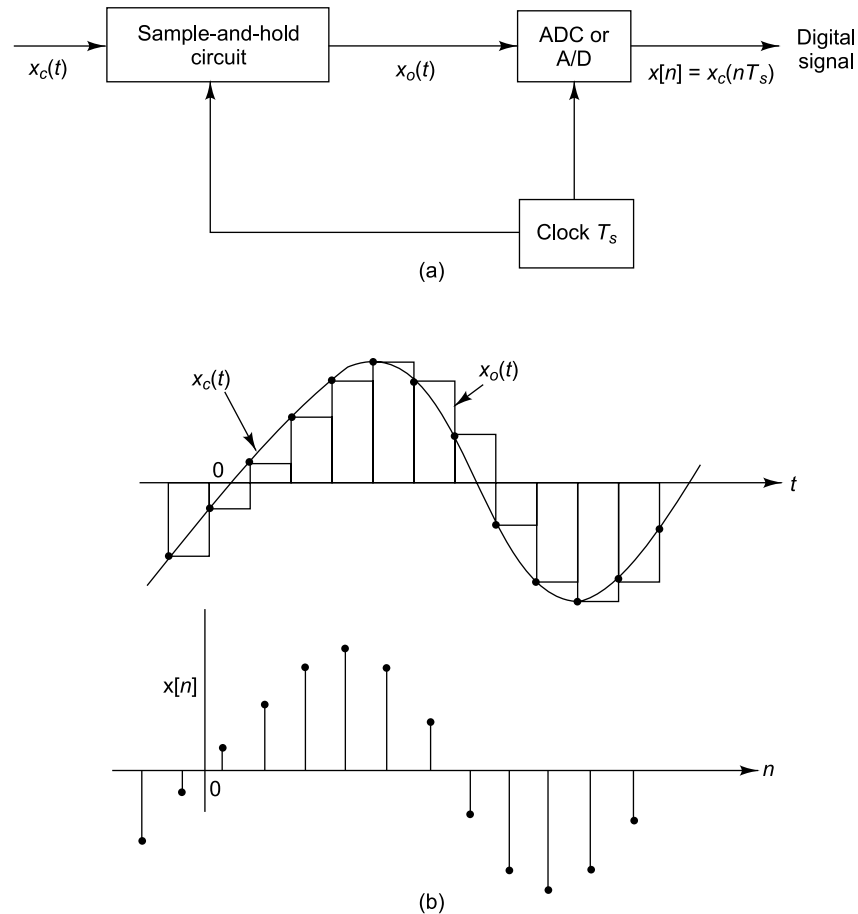 Sample-and-hold
circuit
ADC or
A/D
Digital
signal
x_c(t)
x_o(t)
x[n] = x_c(nT_s)
Clock T_s
(a)
x_c(t)
x_o(t)
0
t
x[n]
0
n
(b)